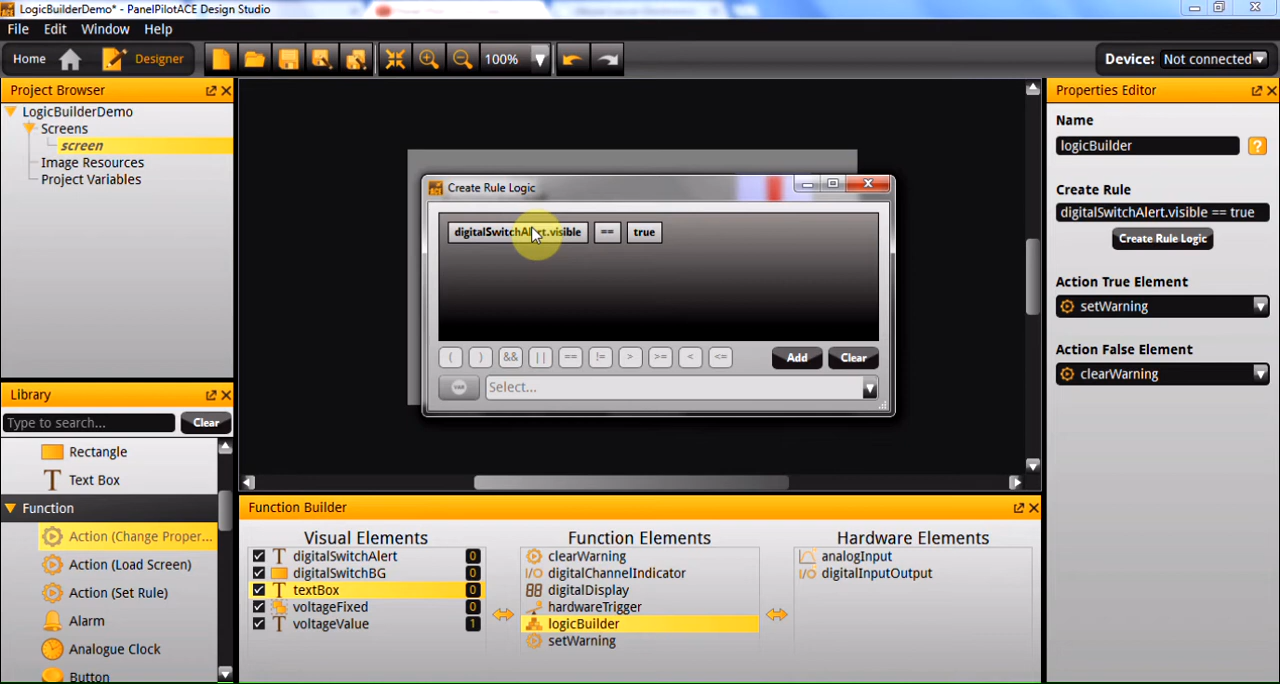 LogicBuilderDemo* - PanelPilotACE Design Studio
File Edit Window Help
Home Designer 100% Device: Not connected
Project Browser
LogicBuilderDemo
Screens
screen
Image Resources
Project Variables
Library
Type to search... Clear
Rectangle
Text Box
Function
Action (Change Proper...
Action (Load Screen)
Action (Set Rule)
Alarm
Analogue Clock
Button
Create Rule Logic
digitalSwitchAlert.visible == true
( ) && || == != > >= < <= Add Clear
Select...
Function Builder
Visual Elements
digitalSwitchAlert 0
digitalSwitchBG 0
textBox 0
voltageFixed 0
voltageValue 1
Function Elements
clearWarning
digitalChannelIndicator
digitalDisplay
hardwareTrigger
logicBuilder
setWarning
Hardware Elements
analogInput
digitalInputOutput
Properties Editor
Name
logicBuilder ?
Create Rule
digitalSwitchAlert.visible == true
Create Rule Logic
Action True Element
setWarning
Action False Element
clearWarning